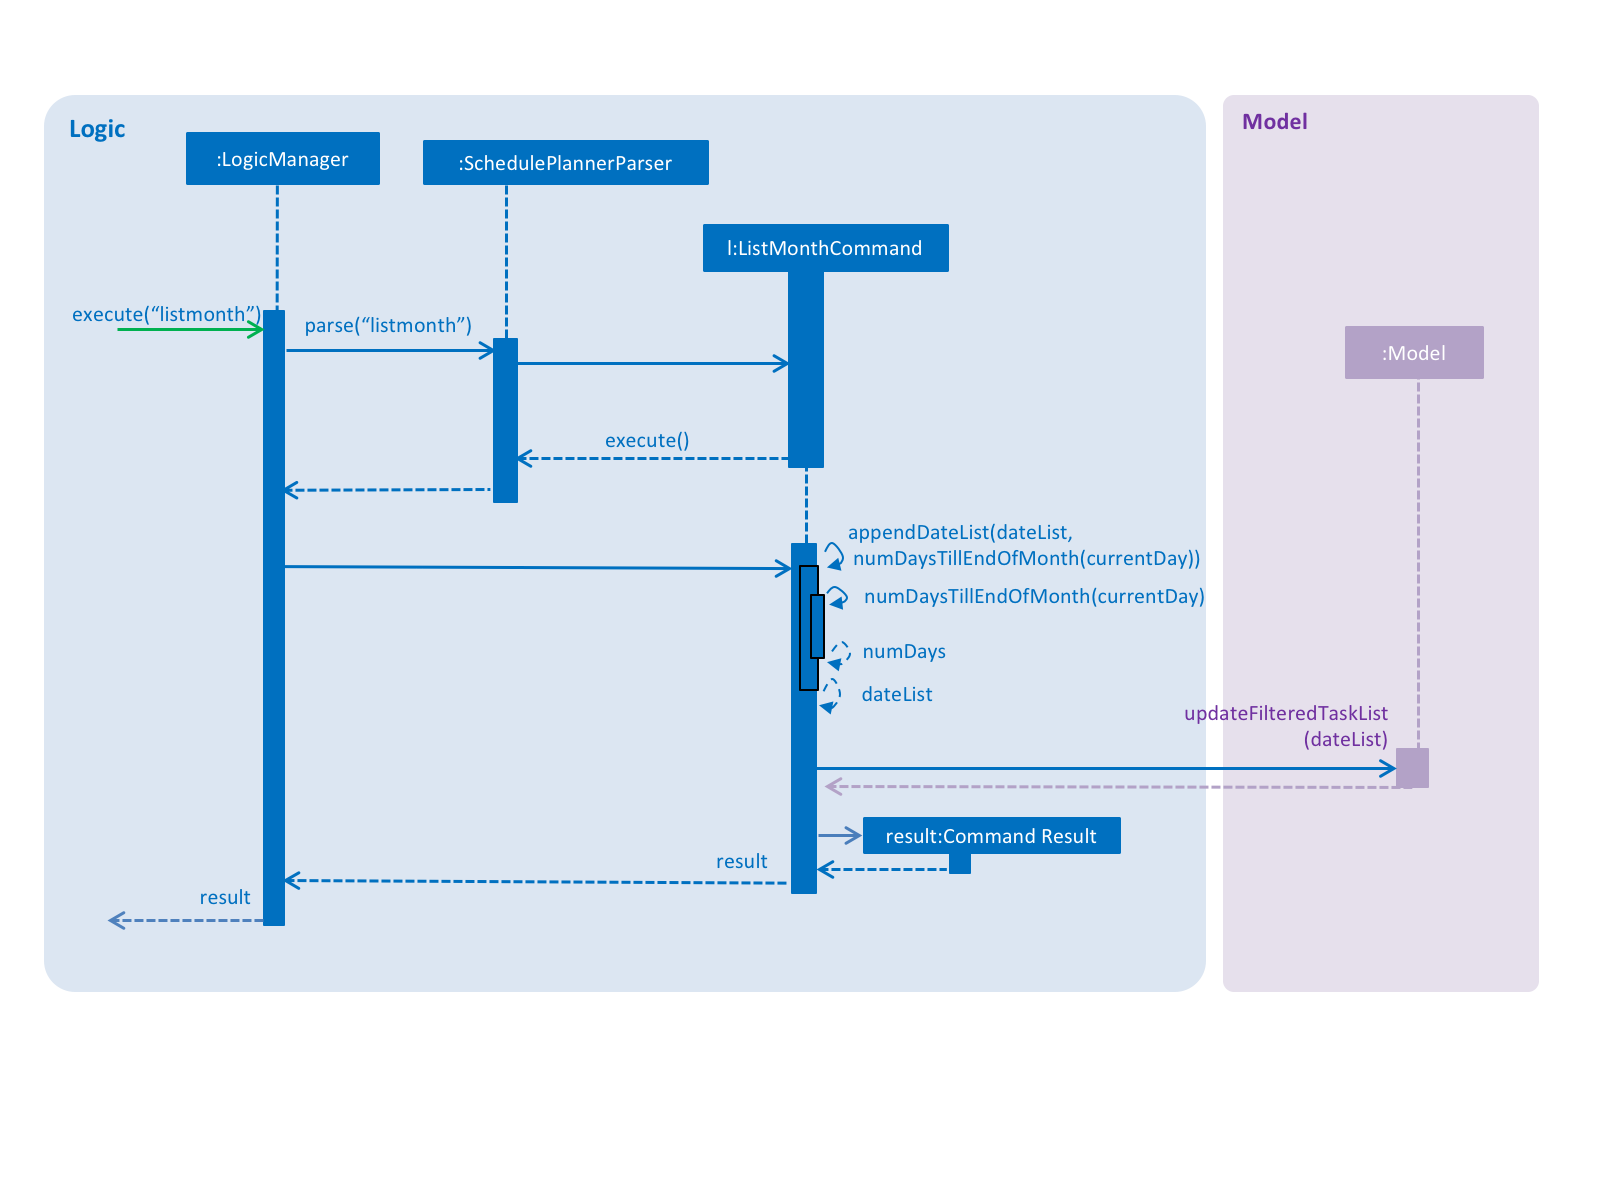 Logic
Model
:LogicManager
:SchedulePlannerParser
l:ListMonthCommand
execute(“listmonth”)
parse(“listmonth”)
:Model
execute()
appendDateList(dateList,
numDaysTillEndOfMonth(currentDay))
numDaysTillEndOfMonth(currentDay)
numDays
dateList
updateFilteredTaskList
(dateList)
result:Command Result
result
result